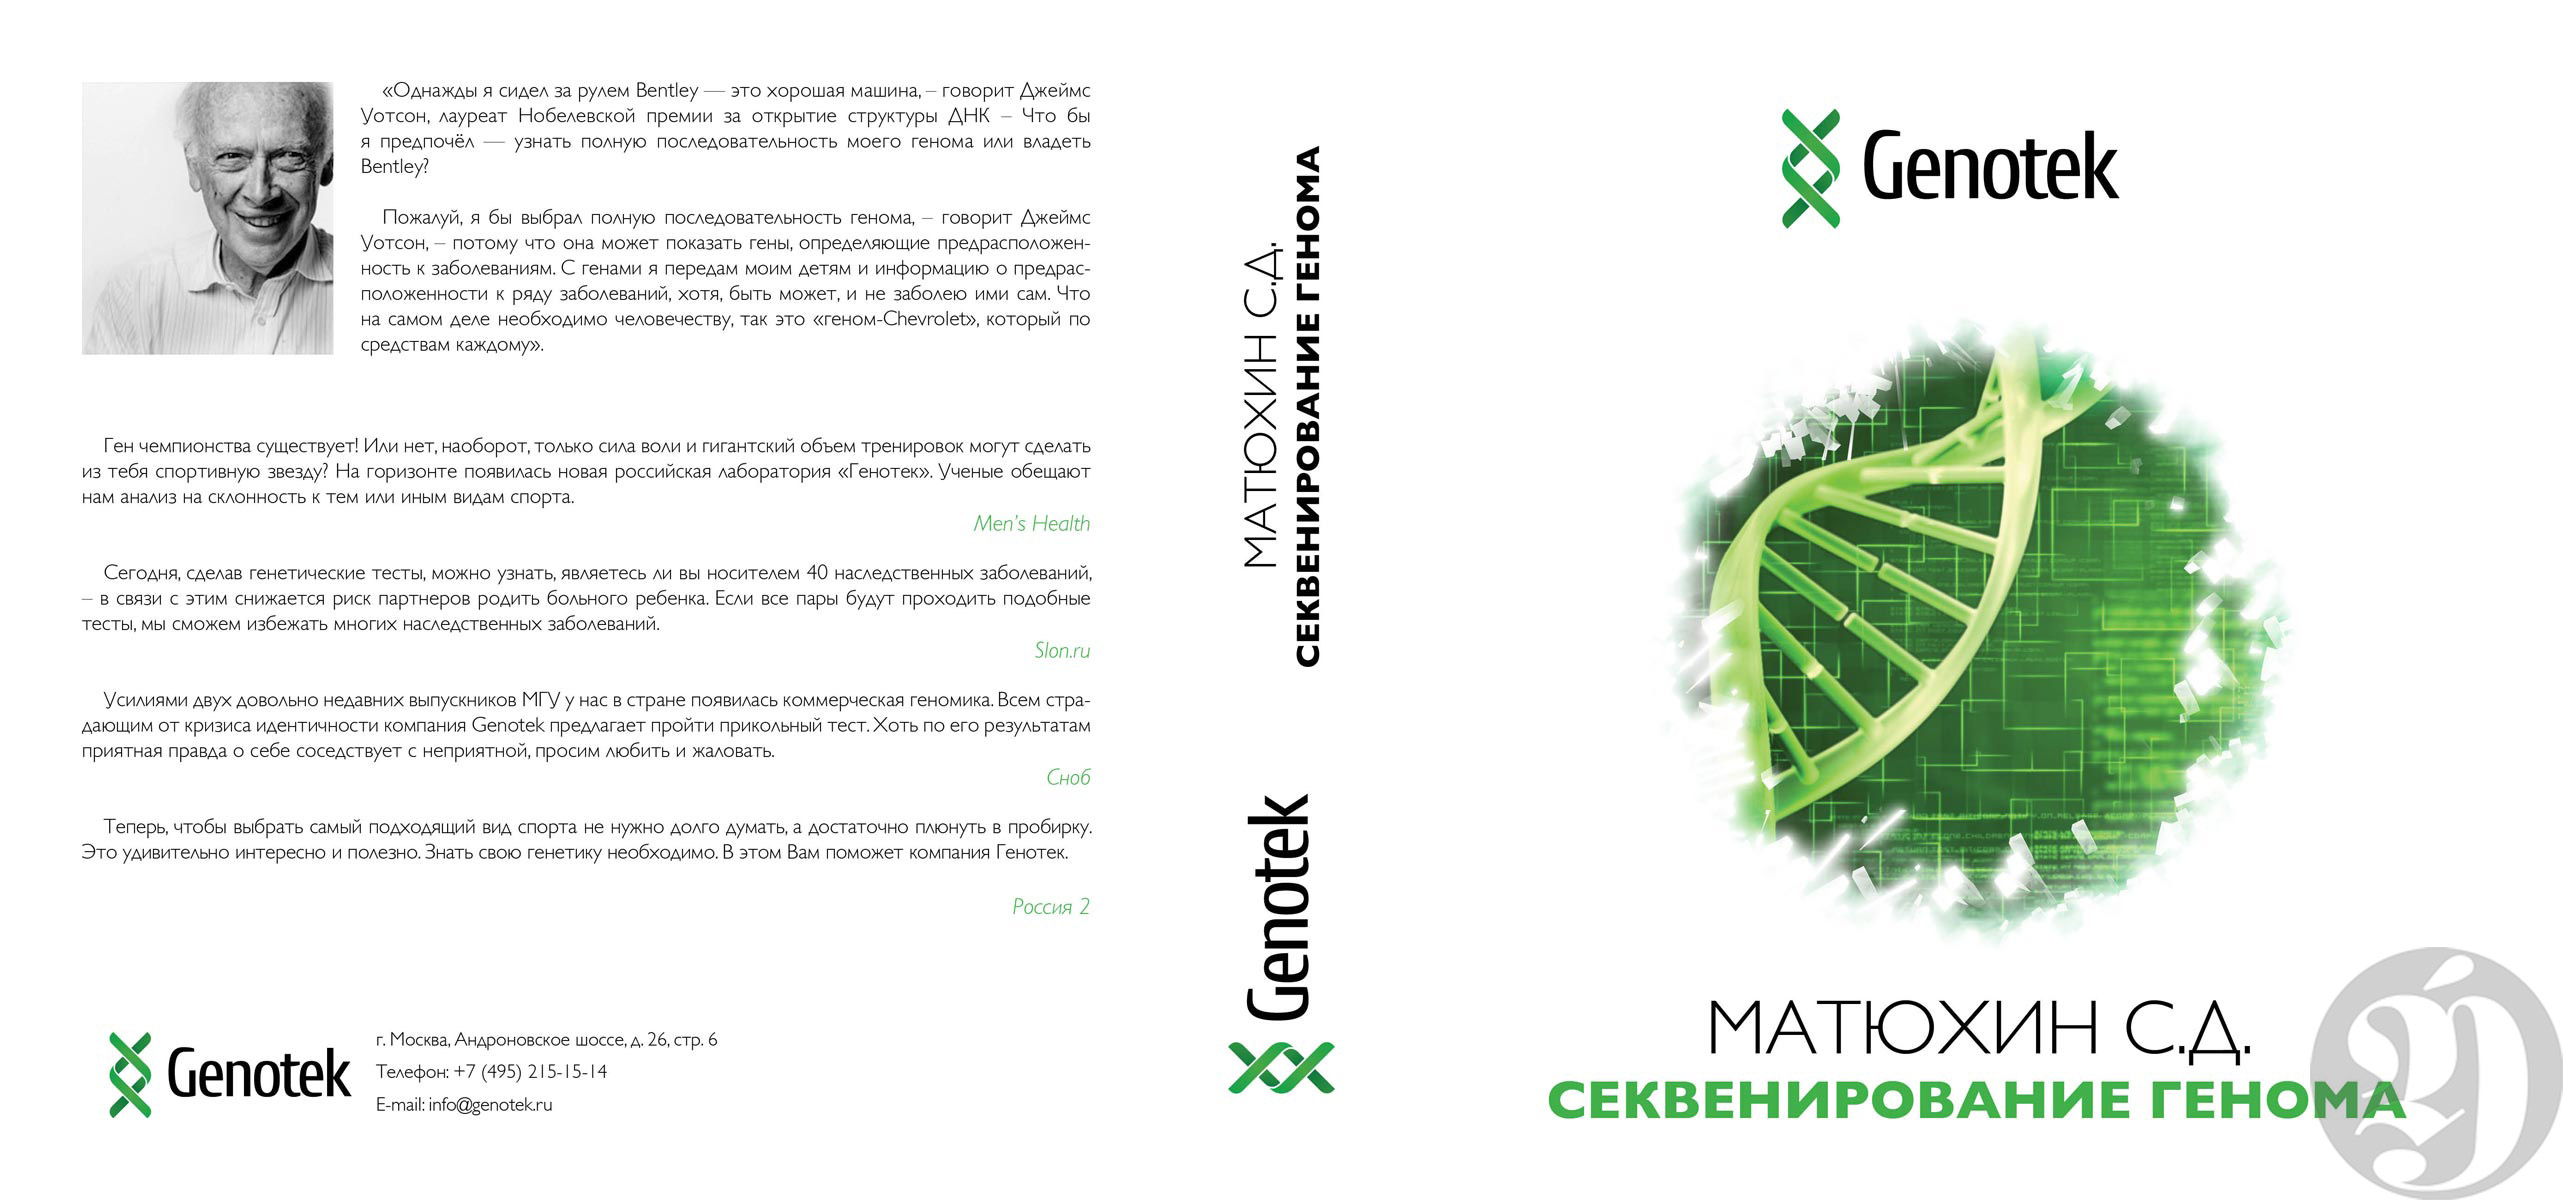 «Однажды я сидел за рулем Bentley — это хорошая машина, – говорит Джеймс
Уотсон, лауреат Нобелевской премии за открытие структуры ДНК – Что бы
я предпочёл — узнать полную последовательность моего генома или владеть
Bentley?
Пожалуй, я бы выбрал полную последовательность генома, – говорит Джеймс
Уотсон, – потому что она может показать гены, определяющие предрасположен-
ность к заболеваниям. С генами я передам моим детям и информацию о предрас-
положенности к ряду заболеваний, хотя, быть может, и не заболею ими сам. Что
на самом деле необходимо человечеству, так это «геном-Chevrolet», который по
средствам каждому».
Ген чемпионства существует! Или нет, наоборот, только сила воли и гигантский объем тренировок могут сделать
из тебя спортивную звезду? На горизонте появилась новая российская лаборатория «Генотек». Ученые обещают
нам анализ на склонность к тем или иным видам спорта.
Men's Health
Сегодня, сделав генетические тесты, можно узнать, являетесь ли вы носителем 40 наследственных заболеваний,
– в связи с этим снижается риск партнеров родить больного ребенка. Если все пары будут проходить подобные
тесты, мы сможем избежать многих наследственных заболеваний.
Slon.ru
Усилиями двух довольно недавних выпускников МГУ у нас в стране появилась коммерческая геномика. Всем стра-
дающим от кризиса идентичности компания Genotek предлагает пройти прикольный тест. Хоть по его результатам
приятная правда о себе соседствует с неприятной, просим любить и жаловать.
Сноб
Теперь, чтобы выбрать самый подходящий вид спорта не нужно долго думать, а достаточно плюнуть в пробирку.
Это удивительно интересно и полезно. Знать свою генетику необходимо. В этом Вам поможет компания Генотек.
Россия 2
Genotek
г. Москва, Андроновское шоссе, д. 26, стр. 6
Телефон: +7 (495) 215-15-14
E-mail: info@genotek.ru
МАТЮХИН С.Д.
СЕКВЕНИРОВАНИЕ ГЕНОМА
Genotek
Genotek
МАТЮХИН С.Д.
СЕКВЕНИРОВАНИЕ ГЕНОМА